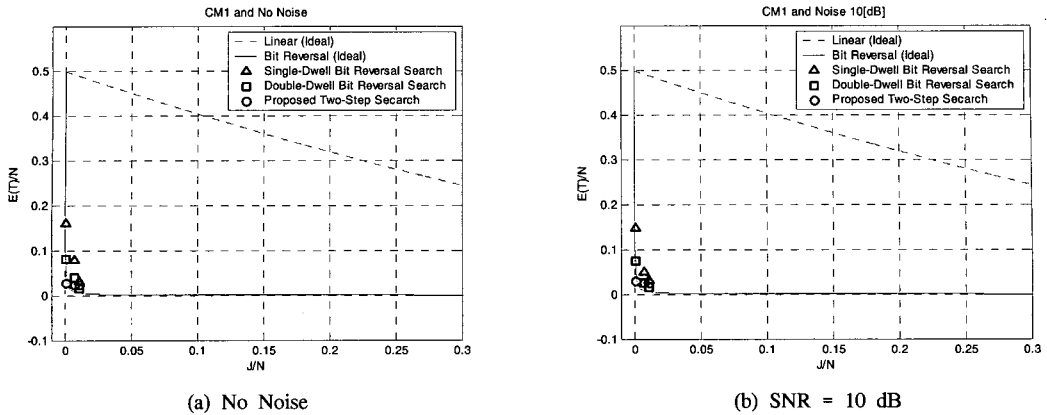 CM1 and No Noise
Linear (Ideal)
Bit Reversal (Ideal)
Single-Dwell Bit Reversal Search
Double-Dwell Bit Reversal Search
Proposed Two-Step Secarch
0.5
0.4
0.3
0.2
0.1
0
-0.1
E(T)/N
0
0.05
0.1
0.15
0.2
0.25
0.3
J/N
(a) No Noise
CM1 and Noise 10[dB]
Linear (Ideal)
Bit Reversal (Ideal)
Single-Dwell Bit Reversal Search
Double-Dwell Bit Reversal Search
Proposed Two-Step Secarch
0.5
0.4
0.3
0.2
0.1
0
-0.1
E(T)/N
0
0.05
0.1
0.15
0.2
0.25
0.3
J/N
(b) SNR = 10 dB